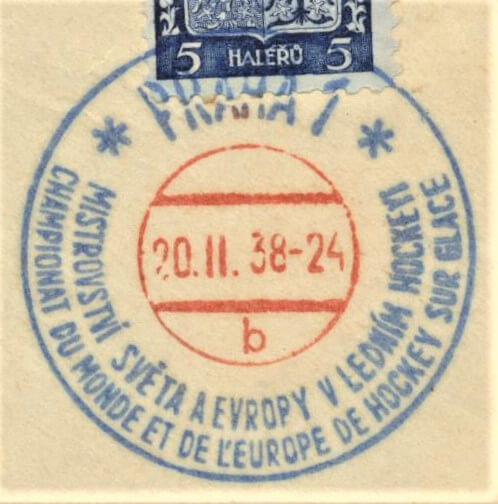 5 HALÉŘŮ 5
* PRAHA 7 *
20.II.38-24
b
MISTROVSTVÍ SVĚTA A EVROPY V LEDNÍM HOCKEYI
CHAMPIONAT DU MONDE ET DE L'EUROPE DE HOCKEY SUR GLACE